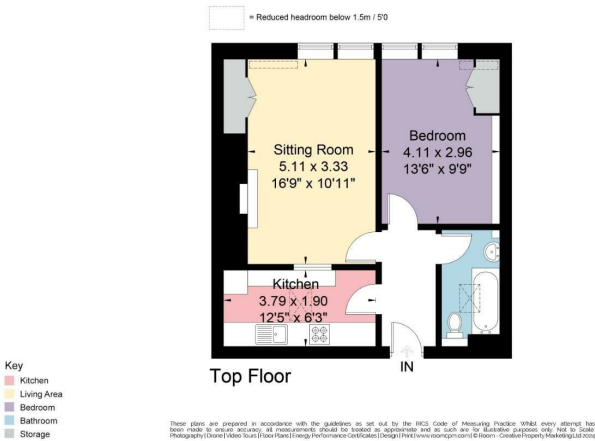 = Reduced headroom below 1.5m / 5'0
Sitting Room
5.11 x 3.33
16'9" x 10'11"
Bedroom
4.11 x 2.96
13'6" x 9'9"
Kitchen
3.79 x 1.90
12'5" x 6'3"
IN
Top Floor
Key
Kitchen
Living Area
Bedroom
Bathroom
Storage
These plans are prepared in accordance with the guidelines as set out by the RICS Code of Measuring Practice. Whilst every attempt has
been made to ensure accuracy, all measurements should be treated as approximate and as such are for illustrative purposes only. Not to Scale
Photography | Drone | Video Tours | Floor Plans | Energy Performance Certificates | Design | Print | www.roompcm.com | © Room - Creative Property Marketing Ltd